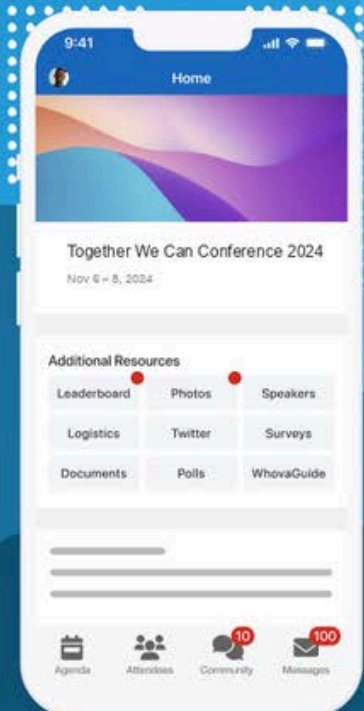 9:41
Home
Together We Can Conference 2024
Nov 6 – 8, 2024
Additional Resources
Leaderboard Photos Speakers
Logistics Twitter Surveys
Documents Polls WhovaGuide
10 100
Agenda Attendees Community Messages